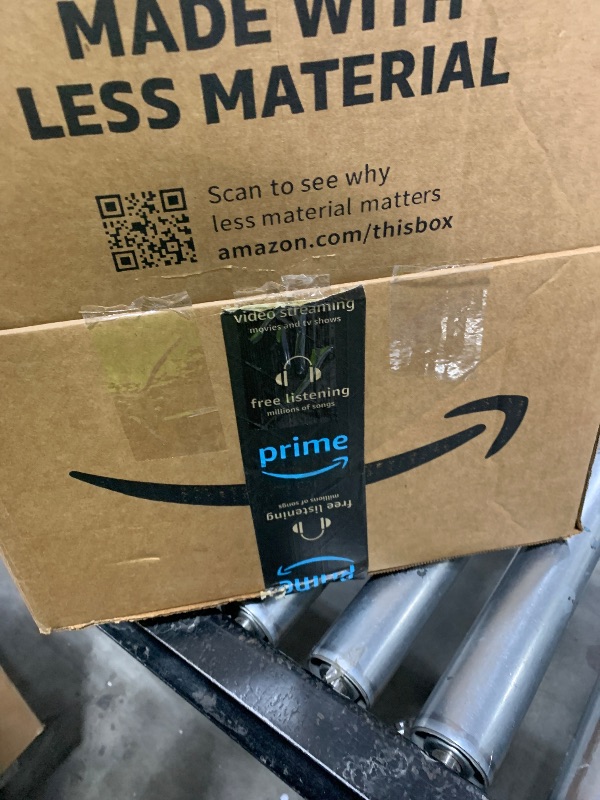 MADE WITH
LESS MATERIAL
Scan to see why
less material matters
amazon.com/thisbox
video streaming
movies and tv shows
free listening
millions of songs
prime
millions of songs
free listening
prime